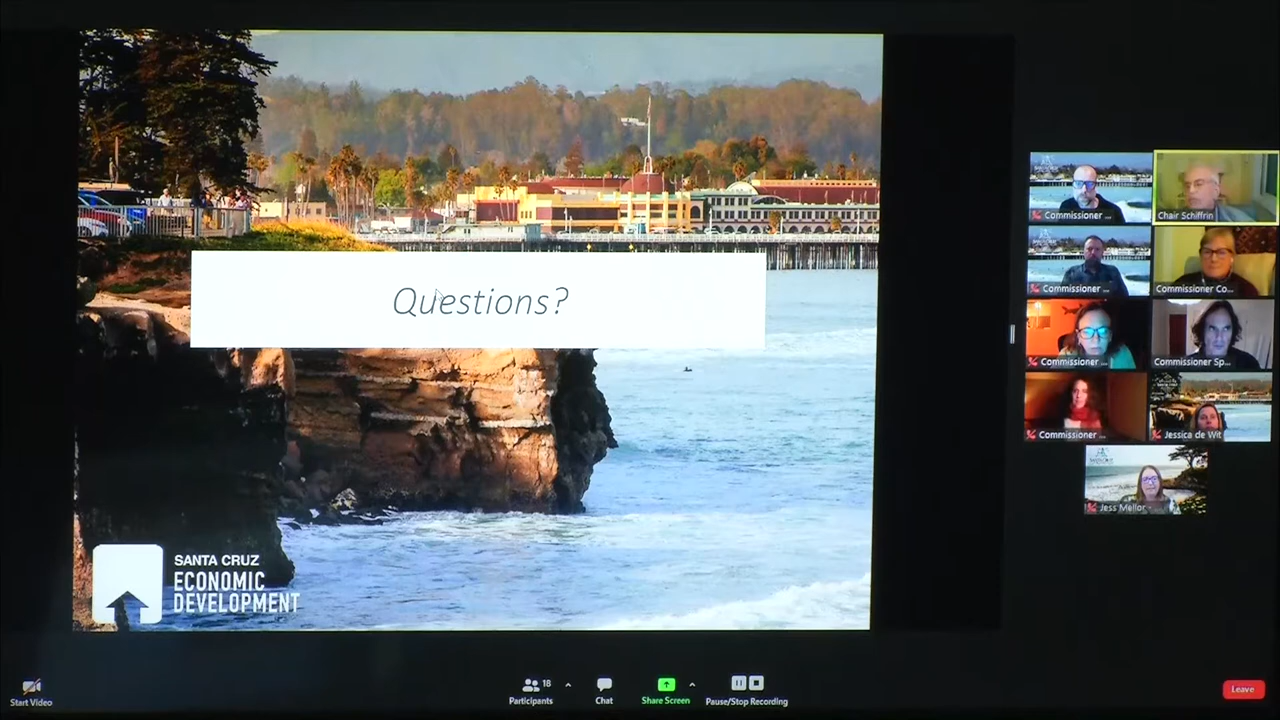 Questions?
SANTA CRUZ
ECONOMIC
DEVELOPMENT
Commissioner ...
Chair Schiffrin
Commissioner ...
Commissioner Co...
Commissioner ...
Commissioner Sp...
Commissioner ...
Jessica de Wit
Jess Mellor
Start Video
Participants
18
Chat
Share Screen
Pause/Stop Recording
Leave